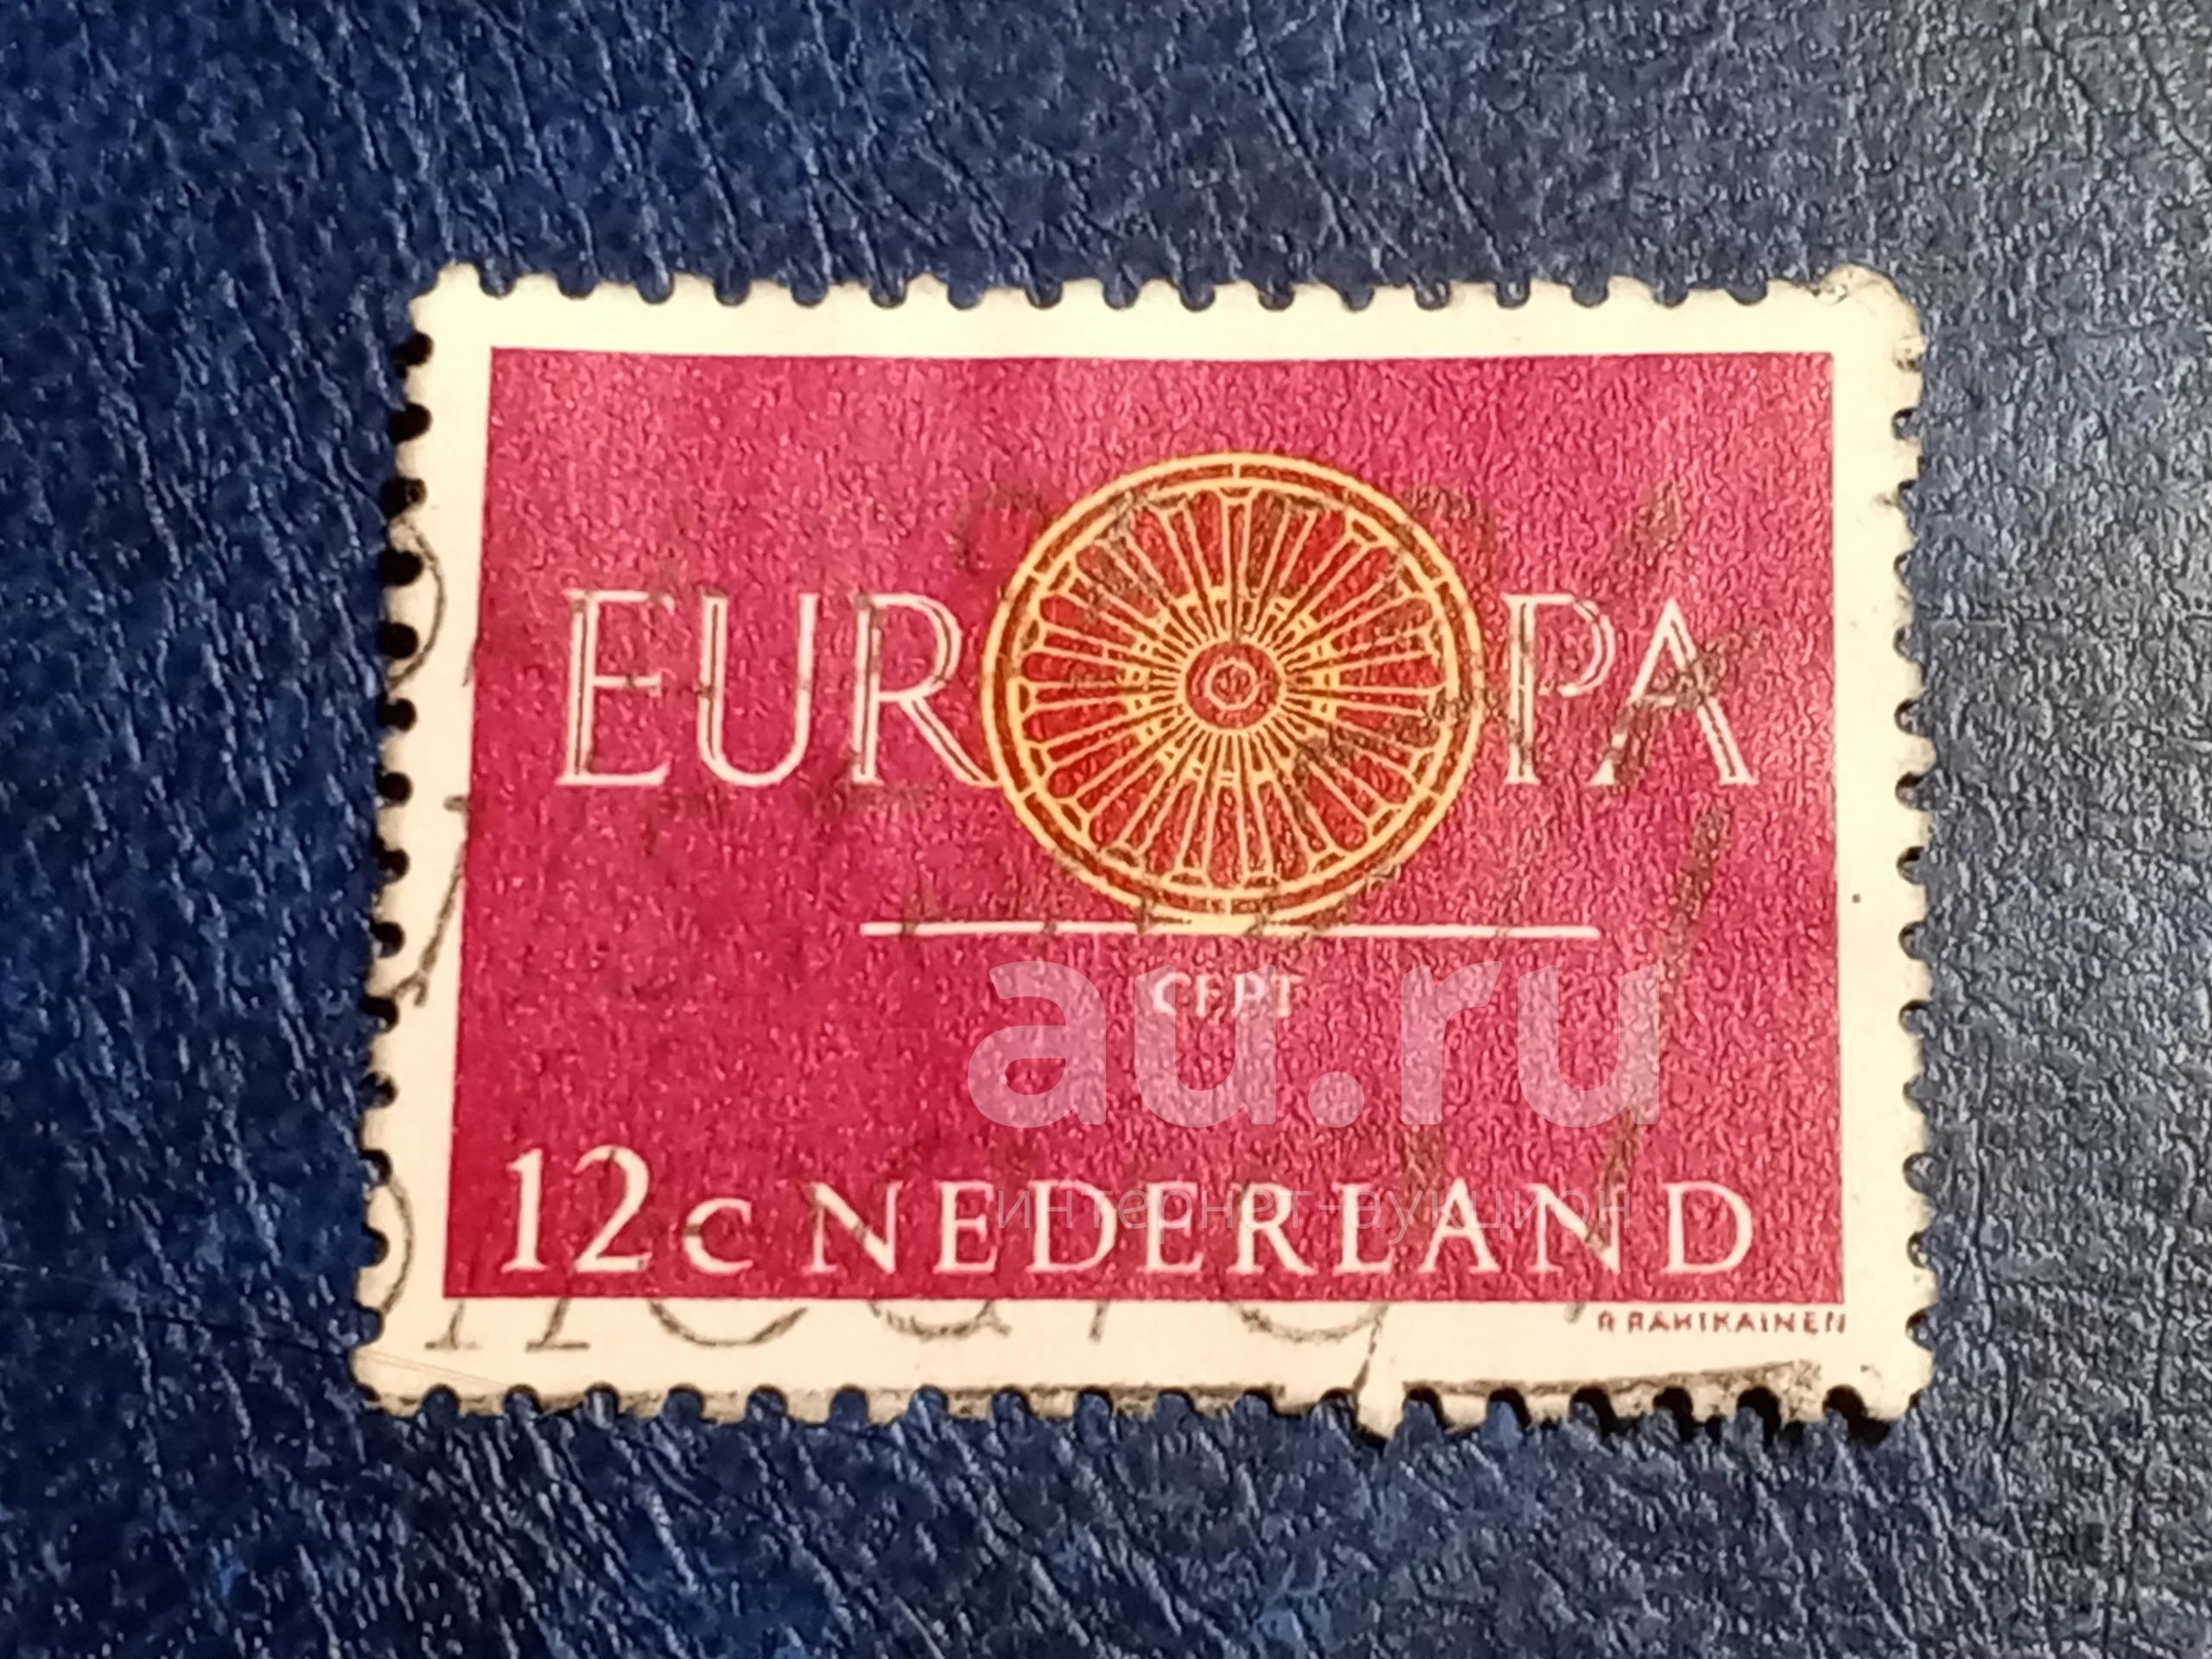 EUROPA
CEPT
au.ru
интернет-аукцион
12c NEDERLAND
R RAHIKAINEN